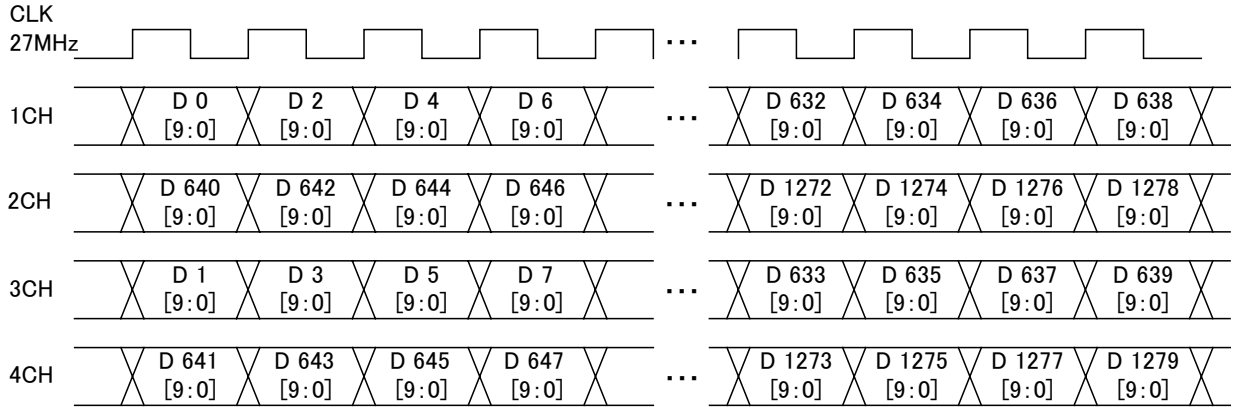 CLK
27MHz
...
1CH
D 0 D 2 D 4 D 6 ... D 632 D 634 D 636 D 638
[9:0] [9:0] [9:0] [9:0] [9:0] [9:0] [9:0] [9:0]
2CH
D 640 D 642 D 644 D 646 ... D 1272 D 1274 D 1276 D 1278
[9:0] [9:0] [9:0] [9:0] [9:0] [9:0] [9:0] [9:0]
3CH
D 1 D 3 D 5 D 7 ... D 633 D 635 D 637 D 639
[9:0] [9:0] [9:0] [9:0] [9:0] [9:0] [9:0] [9:0]
4CH
D 641 D 643 D 645 D 647 ... D 1273 D 1275 D 1277 D 1279
[9:0] [9:0] [9:0] [9:0] [9:0] [9:0] [9:0] [9:0]